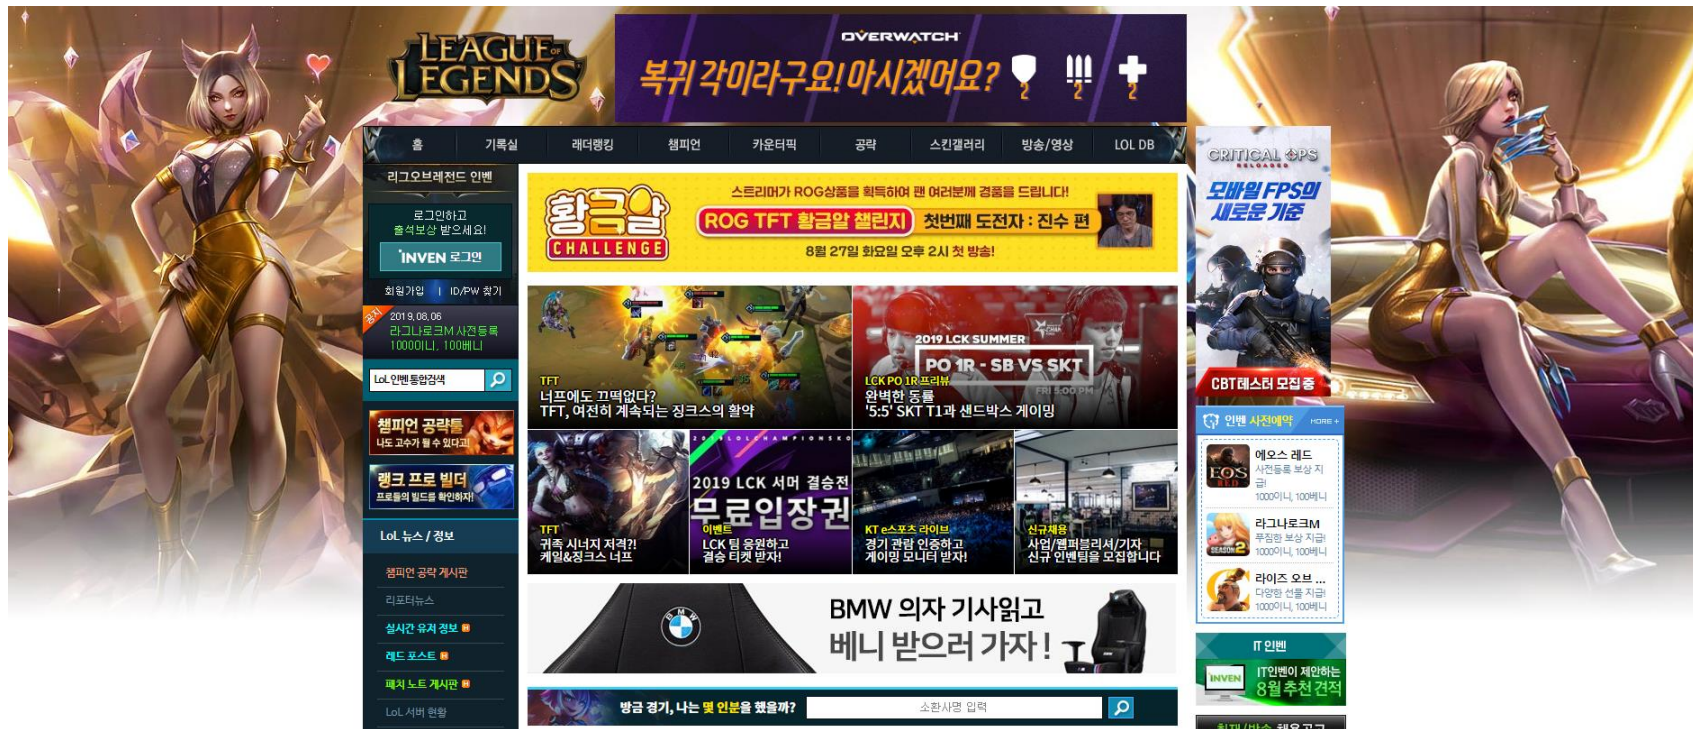 LEAGUE OF LEGENDS
OVERWATCH
복귀 각이라구요! 아시겠어요?
2 2 2
홈 기록실 래더랭킹 챔피언 카운터픽 공략 스킨갤러리 방송/영상 LOL DB
리그오브레전드 인벤
로그인하고
출석보상 받으세요!
INVEN 로그인
회원가입 | ID/PW 찾기
공지
2019.08.06
라그나로크M 사전등록
1000이니, 100베니
LoL 인벤 통합검색
챔피언 공략툴
나도 고수가 될 수 있다고!
랭크 프로 빌더
프로들의 빌드를 확인하자!
LoL 뉴스 / 정보
챔피언 공략 게시판
리포터뉴스
실시간 유저 정보
레드 포스트
패치 노트 게시판
LoL 서버 현황
황금알
CHALLENGE
스트리머가 ROG상품을 획득하여 팬 여러분께 경품을 드립니다!
ROG TFT 황금알 챌린지 첫번째 도전자 : 진수 편
8월 27일 화요일 오후 2시 첫 방송!
TFT
너프에도 끄떡없다?
TFT, 여전히 계속되는 징크스의 활약
2019 LCK SUMMER
PO 1R - SB VS SKT
FRI 5:00 PM
LCK PO 1R 프리뷰
완벽한 동률
'5:5' SKT T1과 샌드박스 게이밍
TFT
귀족 시너지 저격?!
케일&징크스 너프
2019 LCK 서머 결승전
무료입장권
이벤트
LCK 팀 응원하고
결승 티켓 받자!
KT e스포츠 라이브
경기 관람 인증하고
게이밍 모니터 받자!
신규채용
사업/웹퍼블리셔/기자
신규 인벤팀을 모집합니다
BMW
BMW 의자 기사읽고
베니 받으러 가자!
방금 경기, 나는 몇 인분을 했을까?
소환사명 입력
CRITICAL OPS
RELOADED
모바일 FPS의
새로운 기준
CBT테스터 모집 중
인벤 사전예약 MORE +
EOS RED
에오스 레드
사전등록 보상 지
급!
1000이니, 100베니
SEASON 2
라그나로크M
푸짐한 보상 지급!
1000이니, 100베니
라이즈 오브 ...
다양한 선물 지급!
1000이니, 100베니
IT 인벤
INVEN
IT인벤이 제안하는
8월 추천 견적